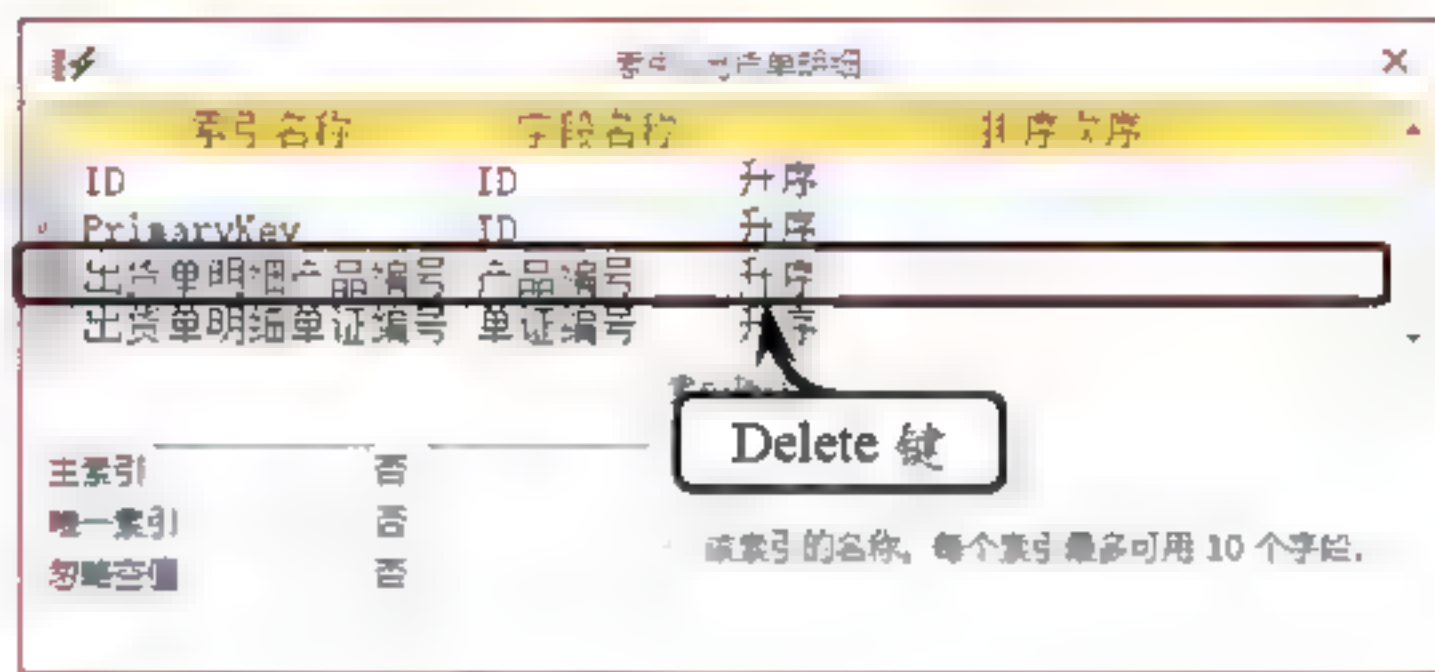 索引名称 字段名称 排序次序
ID ID 升序
PrimaryKey ID 升序
出货单明细产品编号 产品编号 升序
出货单明细单证编号 单证编号 升序
Delete 键
主索引 否
唯一索引 否
忽略空值 否
该索引的名称。每个索引最多可用 10 个字段。